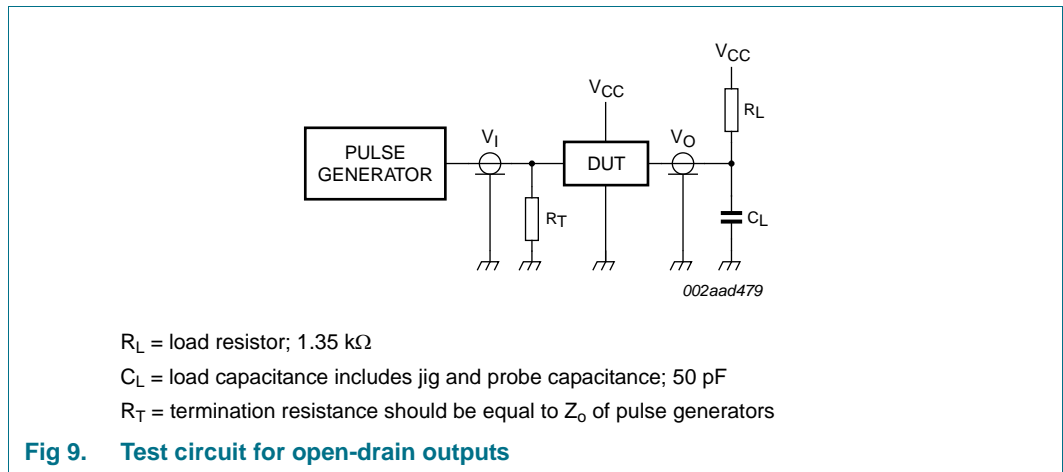 VCC
VCC
RL
VI
VO
PULSE
GENERATOR
DUT
RT
CL
002aad479
RL = load resistor; 1.35 kΩ
CL = load capacitance includes jig and probe capacitance; 50 pF
RT = termination resistance should be equal to Zo of pulse generators
Fig 9. Test circuit for open-drain outputs